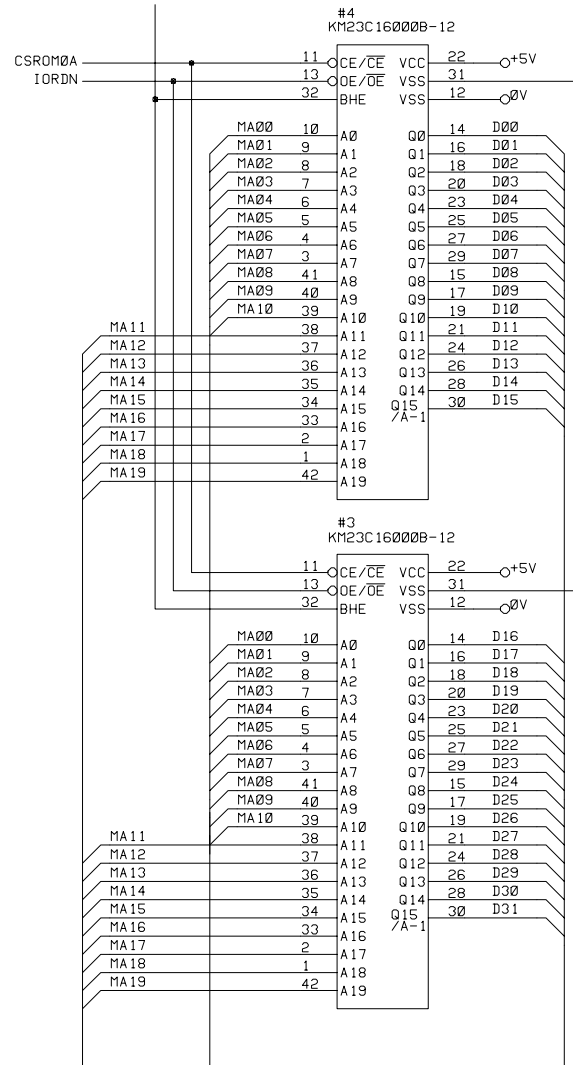 #4
KM23C16000B-12
CSROM0A 11 CE/CE VCC 22 +5V
IORDN 13 OE/OE VSS 31
32 BHE VSS 12 0V
MA00 10 A0 Q0 14 D00
MA01 9 A1 Q1 16 D01
MA02 8 A2 Q2 18 D02
MA03 7 A3 Q3 20 D03
MA04 6 A4 Q4 23 D04
MA05 5 A5 Q5 25 D05
MA06 4 A6 Q6 27 D06
MA07 3 A7 Q7 29 D07
MA08 41 A8 Q8 15 D08
MA09 40 A9 Q9 17 D09
MA10 39 A10 Q10 19 D10
MA11 38 A11 Q11 21 D11
MA12 37 A12 Q12 24 D12
MA13 36 A13 Q13 26 D13
MA14 35 A14 Q14 28 D14
MA15 34 A15 Q15 30 D15
/A-1
MA16 33 A16
MA17 2 A17
MA18 1 A18
MA19 42 A19
#3
KM23C16000B-12
11 CE/CE VCC 22 +5V
13 OE/OE VSS 31
32 BHE VSS 12 0V
MA00 10 A0 Q0 14 D16
MA01 9 A1 Q1 16 D17
MA02 8 A2 Q2 18 D18
MA03 7 A3 Q3 20 D19
MA04 6 A4 Q4 23 D20
MA05 5 A5 Q5 25 D21
MA06 4 A6 Q6 27 D22
MA07 3 A7 Q7 29 D23
MA08 41 A8 Q8 15 D24
MA09 40 A9 Q9 17 D25
MA10 39 A10 Q10 19 D26
MA11 38 A11 Q11 21 D27
MA12 37 A12 Q12 24 D28
MA13 36 A13 Q13 26 D29
MA14 35 A14 Q14 28 D30
MA15 34 A15 Q15 30 D31
/A-1
MA16 33 A16
MA17 2 A17
MA18 1 A18
MA19 42 A19